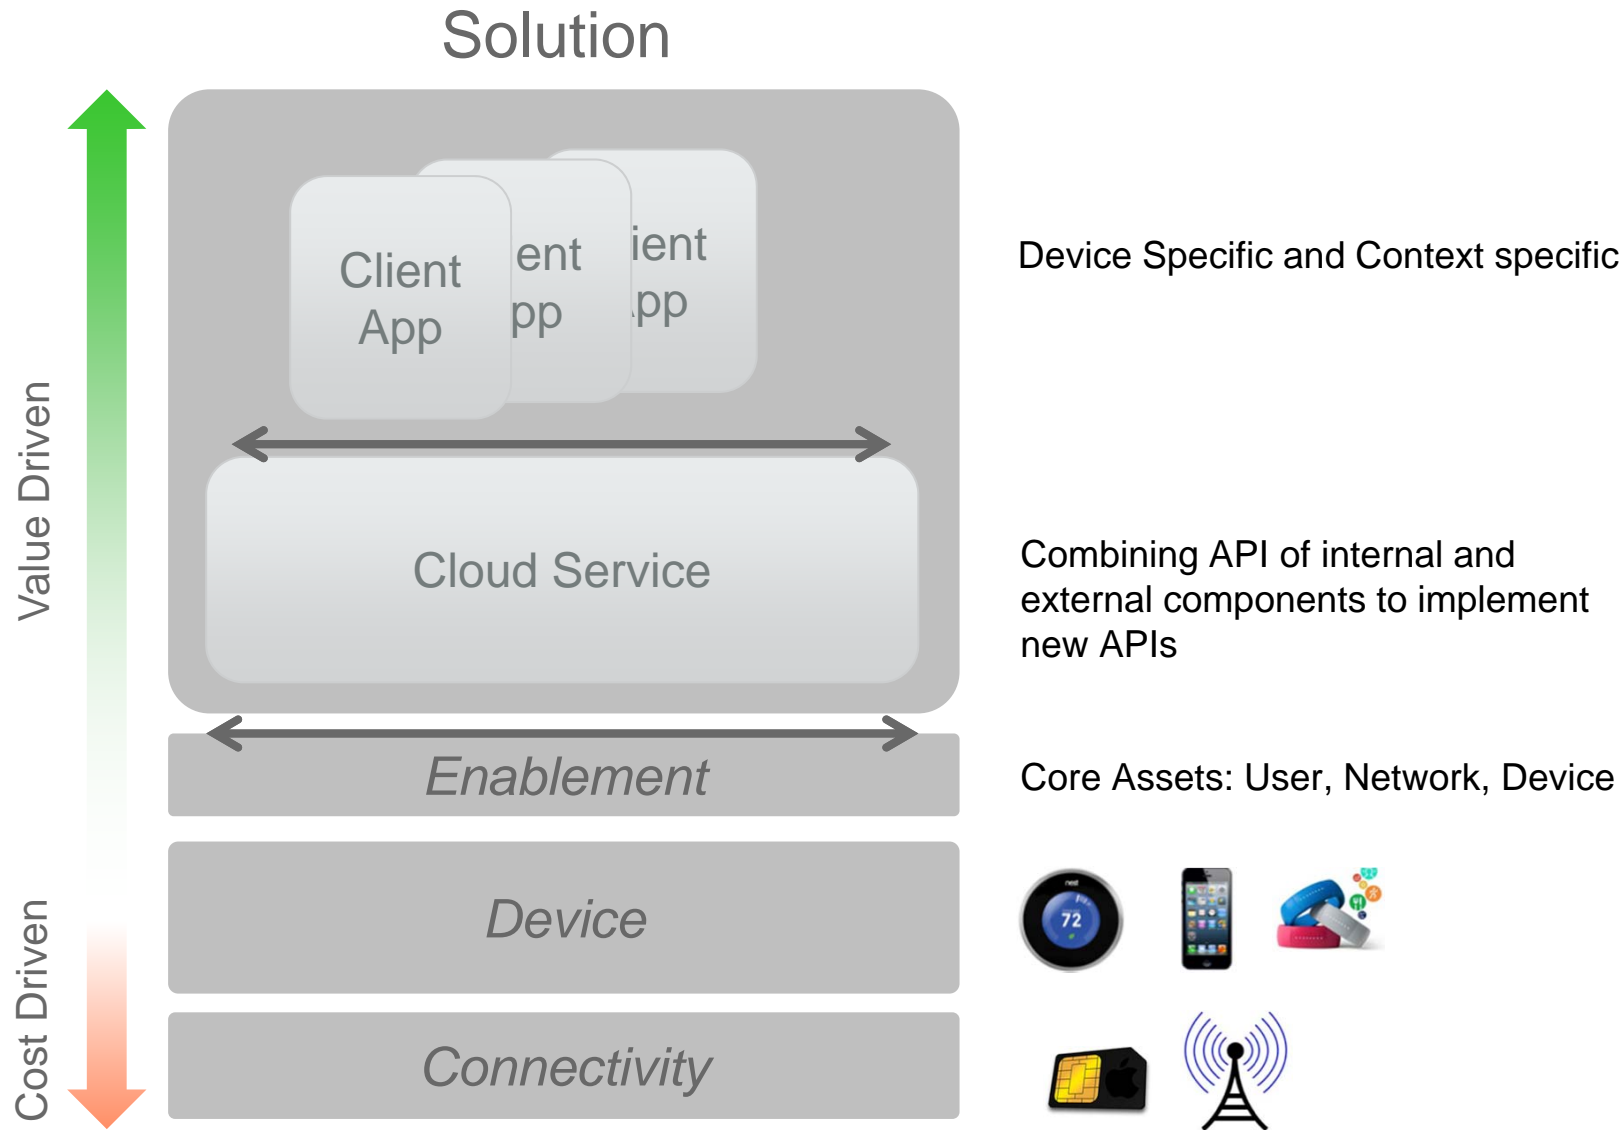 Solution
Client
App
ent
pp
ient
pp
Device Specific and Context specific
Value Driven
Cloud Service
Combining API of internal and
external components to implement
new APIs
Enablement
Core Assets: User, Network, Device
Device
nest
72
Cost Driven
Connectivity